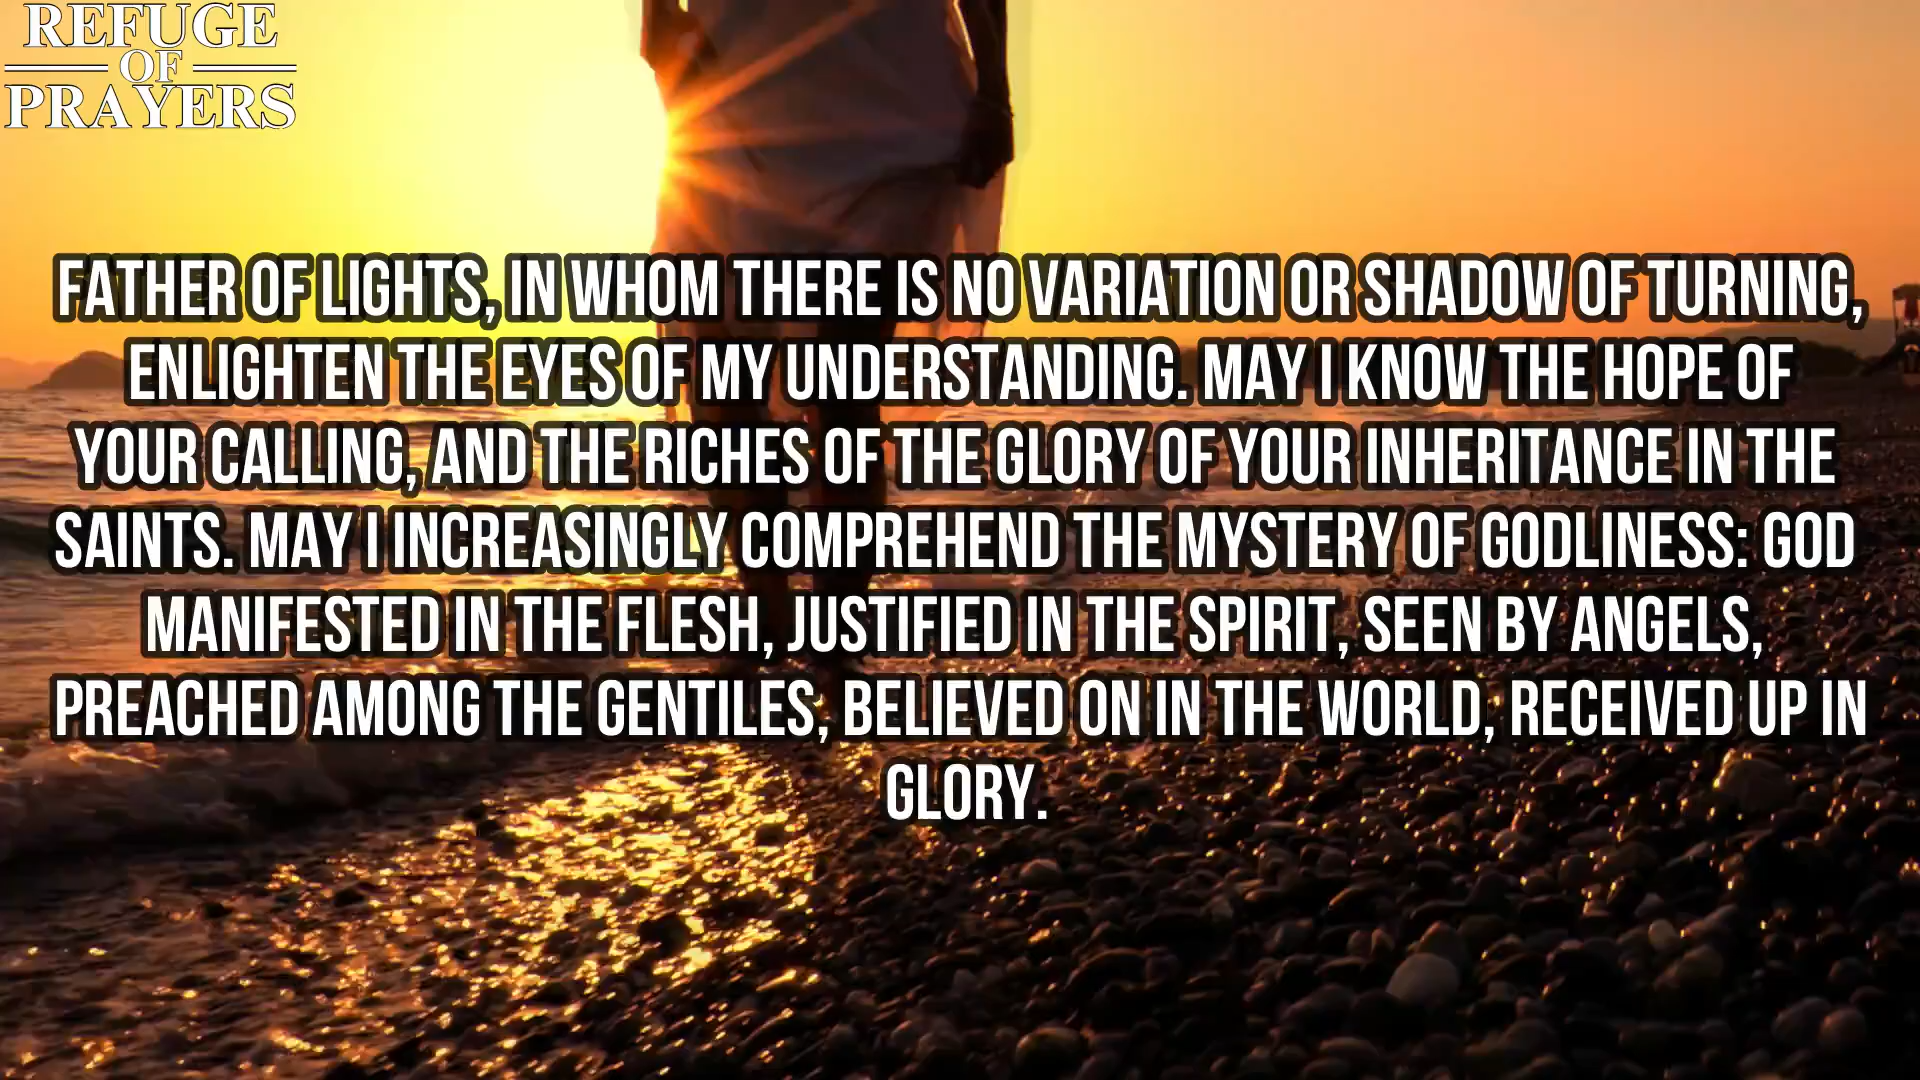 REFUGE
OF
PRAYERS
FATHER OF LIGHTS, IN WHOM THERE IS NO VARIATION OR SHADOW OF TURNING,
ENLIGHTEN THE EYES OF MY UNDERSTANDING. MAY I KNOW THE HOPE OF
YOUR CALLING, AND THE RICHES OF THE GLORY OF YOUR INHERITANCE IN THE
SAINTS. MAY I INCREASINGLY COMPREHEND THE MYSTERY OF GODLINESS: GOD
MANIFESTED IN THE FLESH, JUSTIFIED IN THE SPIRIT, SEEN BY ANGELS,
PREACHED AMONG THE GENTILES, BELIEVED ON IN THE WORLD, RECEIVED UP IN
GLORY.